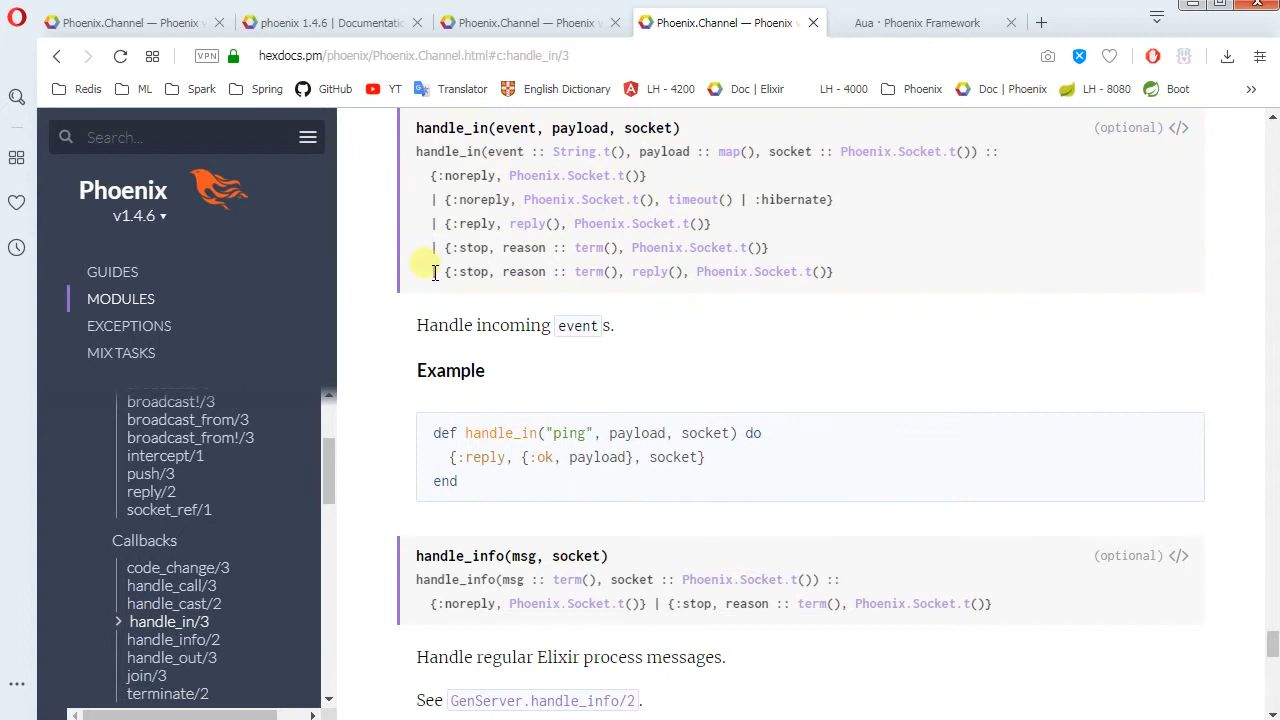 Phoenix.Channel — Phoenix v
phoenix 1.4.6 | Documentatio
Phoenix.Channel — Phoenix v
Phoenix.Channel — Phoenix v
Aua · Phoenix Framework
VPN
hexdocs.pm/phoenix/Phoenix.Channel.html#c:handle_in/3
Redis
ML
Spark
Spring
GitHub
YT
Translator
English Dictionary
LH - 4200
Doc | Elixir
LH - 4000
Phoenix
Doc | Phoenix
LH - 8080
Boot
Search...
Phoenix
v1.4.6
GUIDES
MODULES
EXCEPTIONS
MIX TASKS
broadcast!/3
broadcast_from/3
broadcast_from!/3
intercept/1
push/3
reply/2
socket_ref/1
Callbacks
code_change/3
handle_call/3
handle_cast/2
handle_in/3
handle_info/2
handle_out/3
join/3
terminate/2
handle_in(event, payload, socket) (optional) </>
handle_in(event :: String.t(), payload :: map(), socket :: Phoenix.Socket.t()) ::
{:noreply, Phoenix.Socket.t()}
| {:noreply, Phoenix.Socket.t(), timeout() | :hibernate}
| {:reply, reply(), Phoenix.Socket.t()}
| {:stop, reason :: term(), Phoenix.Socket.t()}
| {:stop, reason :: term(), reply(), Phoenix.Socket.t()}
Handle incoming events.
Example
def handle_in("ping", payload, socket) do
{:reply, {:ok, payload}, socket}
end
handle_info(msg, socket) (optional) </>
handle_info(msg :: term(), socket :: Phoenix.Socket.t()) ::
{:noreply, Phoenix.Socket.t()} | {:stop, reason :: term(), Phoenix.Socket.t()}
Handle regular Elixir process messages.
See GenServer.handle_info/2.